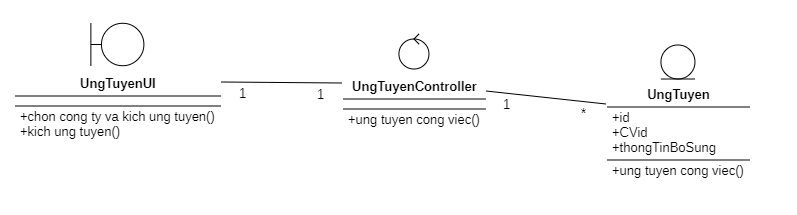 UngTuyenUI
+chon cong ty va kich ung tuyen()
+kich ung tuyen()
1
1
UngTuyenController
+ung tuyen cong viec()
1
*
UngTuyen
+id
+CVid
+thongTinBoSung
+ung tuyen cong viec()